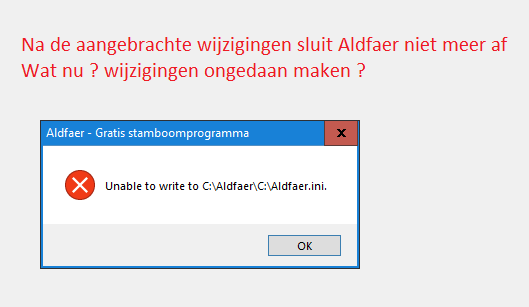 Na de aangebrachte wijzigingen sluit Aldfaer niet meer af
Wat nu ? wijzigingen ongedaan maken ?
Aldfaer - Gratis stamboomprogramma
Unable to write to C:\Aldfaer\C:\Aldfaer.ini.
OK